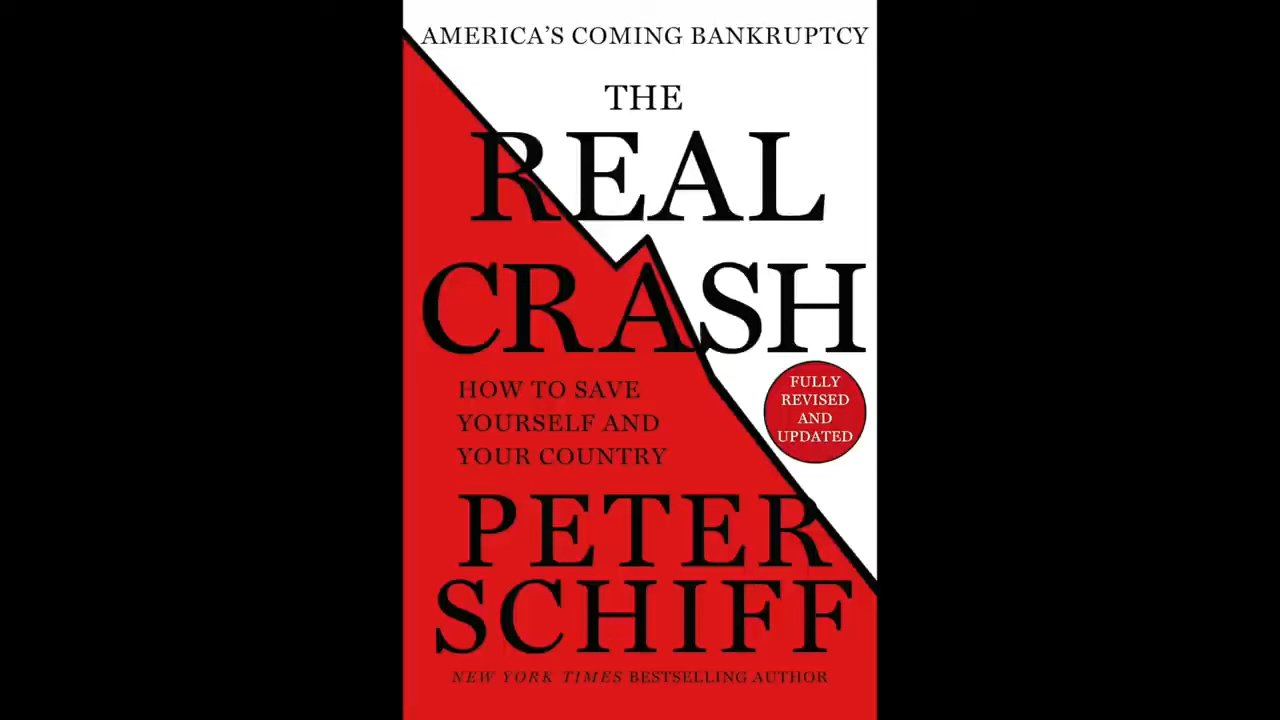 AMERICA'S COMING BANKRUPTCY
THE
REAL
CRASH
HOW TO SAVE
YOURSELF AND
YOUR COUNTRY
FULLY
REVISED
AND
UPDATED
PETER
SCHIFF
NEW YORK TIMES BESTSELLING AUTHOR